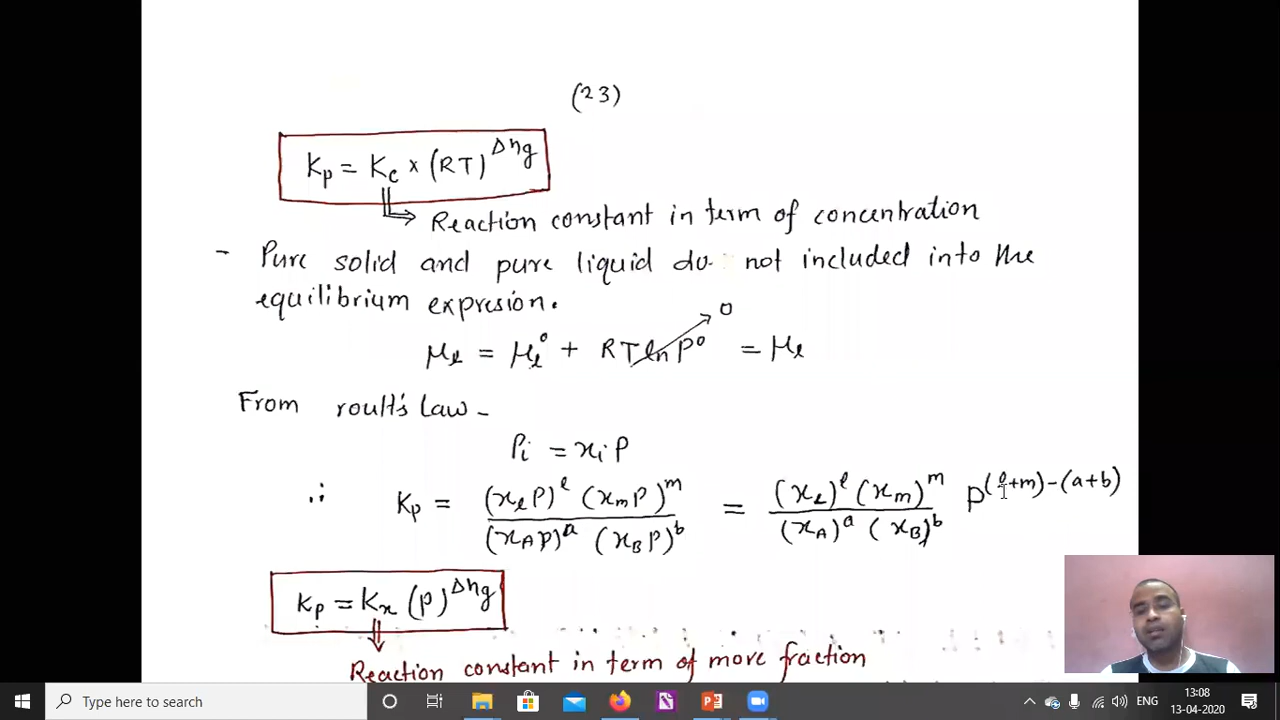 (23)
Kp = Kc × (RT)^Δng
Reaction constant in term of concentration
- Pure solid and pure liquid do not included into the
equilibrium expresion.
μl = μl° + RT ln P° = μl
0
From roult's Law -
Pi = xi P
∴ Kp = (xl P)^l (xm P)^m / (xA P)^a (xB P)^b = (xl)^l (xm)^m / (xA)^a (xB)^b P^(l+m)-(a+b)
Kp = Kx (P)^Δng
Reaction constant in term of more fraction
Type here to search
ENG
13:08
13-04-2020